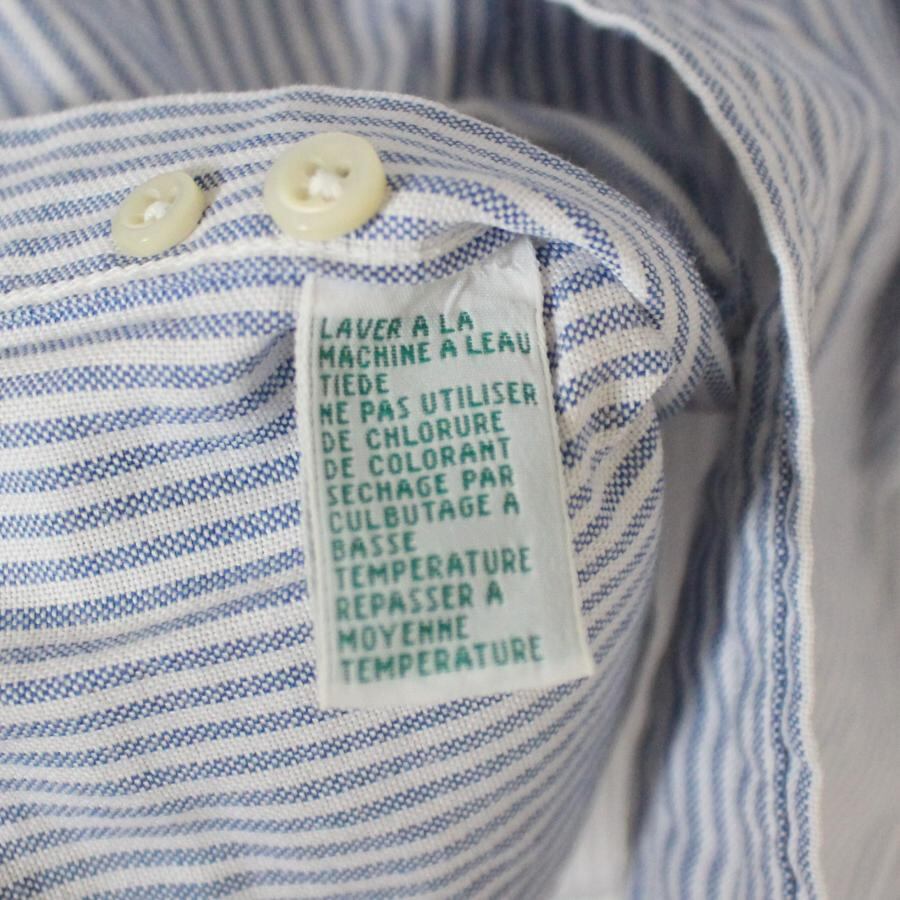 LAVER A LA
MACHINE A LEAU
TIEDE
NE PAS UTILISER
DE CHLORURE
DE COLORANT
SECHAGE PAR
CULBUTAGE A
BASSE
TEMPERATURE
REPASSER A
MOYENNE
TEMPERATURE